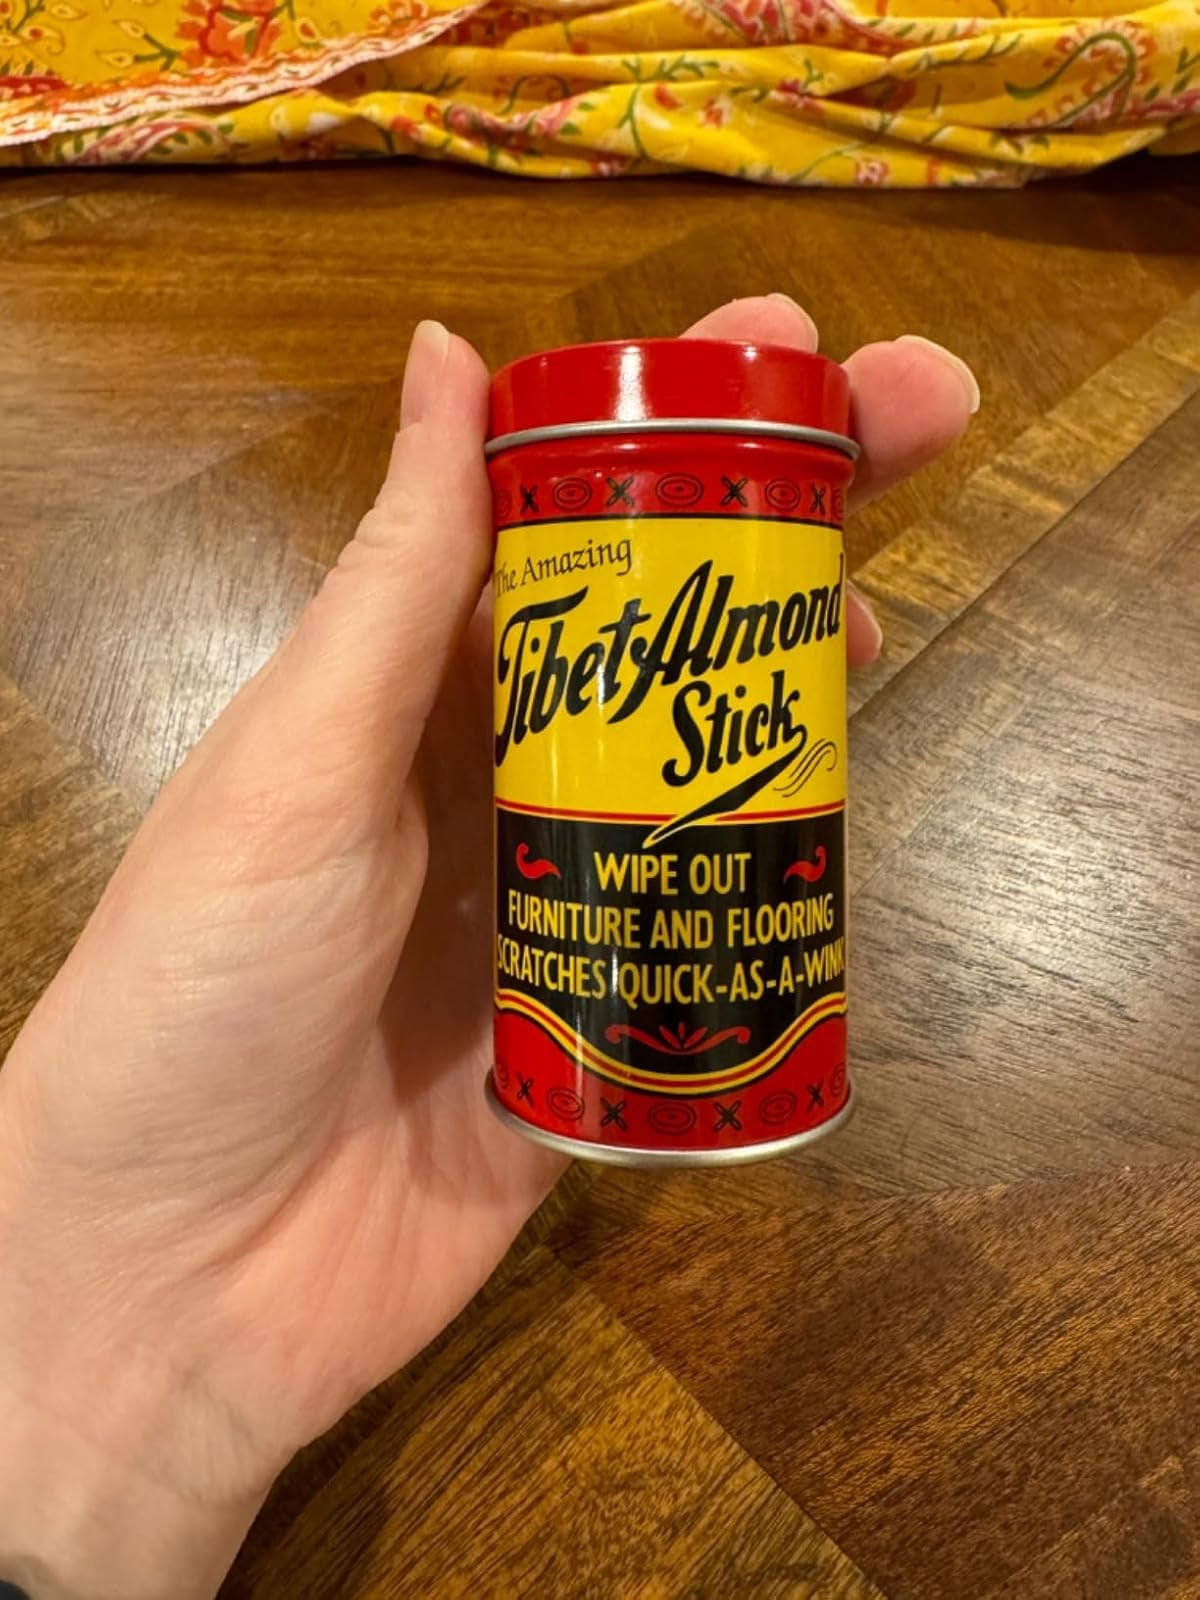 The Amazing
Tibet Almond
Stick
WIPE OUT
FURNITURE AND FLOORING
SCRATCHES QUICK-AS-A-WINK